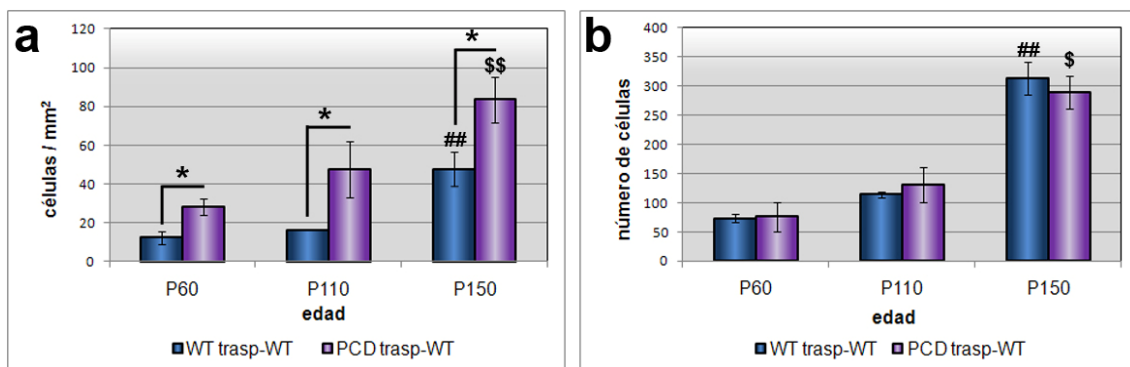 a
células / mm²
120
100
80
60
40
20
0
*
*
*
##
$$
P60
P110
P150
edad
WT trasp-WT
PCD trasp-WT
b
número de células
400
350
300
250
200
150
100
50
0
##
$
P60
P110
P150
edad
WT trasp-WT
PCD trasp-WT